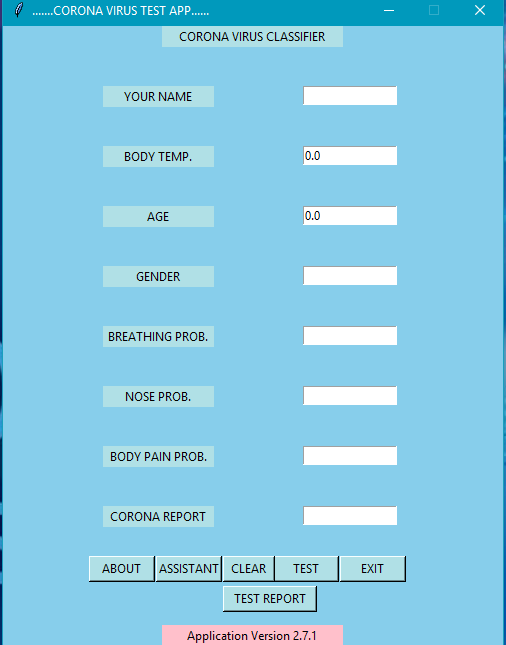 .......CORONA VIRUS TEST APP......
CORONA VIRUS CLASSIFIER
YOUR NAME
BODY TEMP. 0.0
AGE 0.0
GENDER
BREATHING PROB.
NOSE PROB.
BODY PAIN PROB.
CORONA REPORT
ABOUT ASSISTANT CLEAR TEST EXIT
TEST REPORT
Application Version 2.7.1